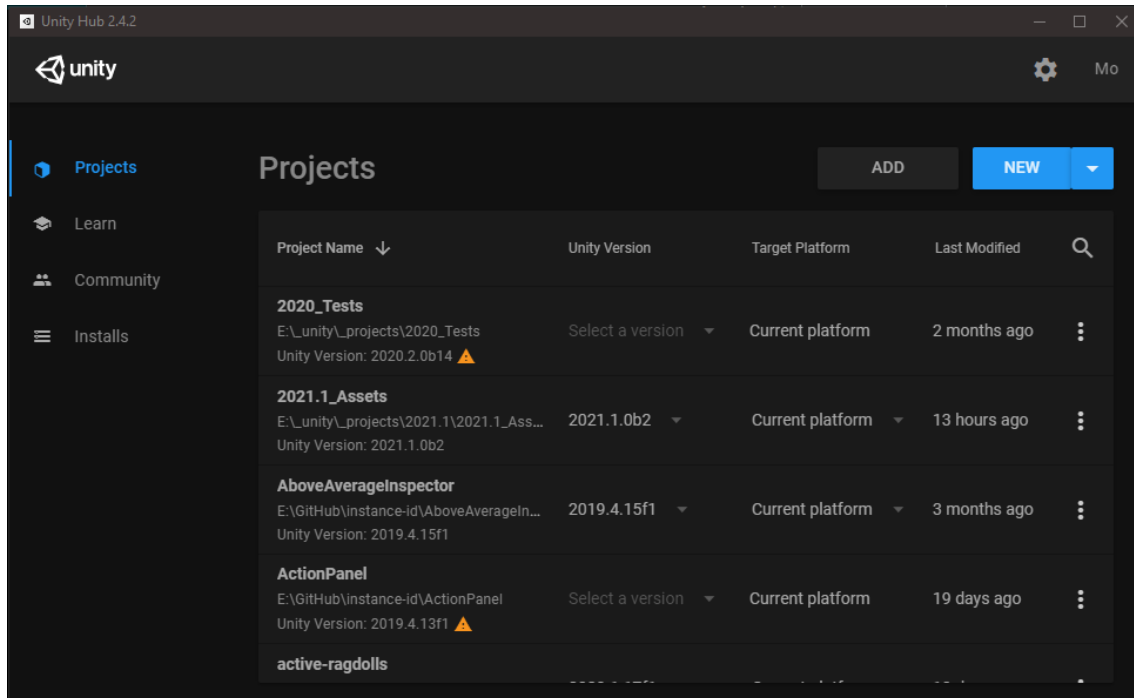 Unity Hub 2.4.2
unity
Mo
Projects
Learn
Community
Installs
Projects
ADD
NEW
Project Name Unity Version Target Platform Last Modified
2020_Tests
E:\_unity\_projects\2020_Tests Select a version Current platform 2 months ago
Unity Version: 2020.2.0b14
2021.1_Assets
E:\_unity\_projects\2021.1\2021.1_Ass... 2021.1.0b2 Current platform 13 hours ago
Unity Version: 2021.1.0b2
AboveAverageInspector
E:\GitHub\instance-id\AboveAverageIn... 2019.4.15f1 Current platform 3 months ago
Unity Version: 2019.4.15f1
ActionPanel
E:\GitHub\instance-id\ActionPanel Select a version Current platform 19 days ago
Unity Version: 2019.4.13f1
active-ragdolls